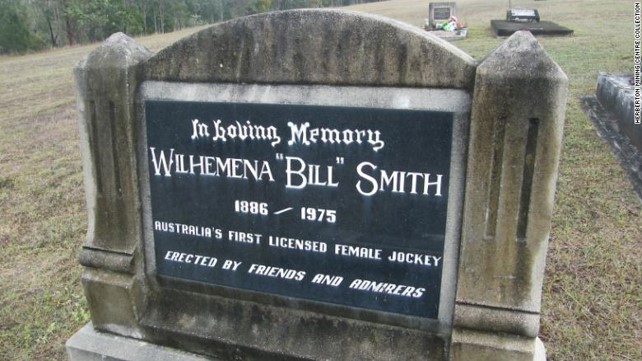 In Loving Memory
WILHEMENA "BILL" SMITH
1886 – 1975
AUSTRALIA'S FIRST LICENSED FEMALE JOCKEY
ERECTED BY FRIENDS AND ADMIRERS
HERBERTON MINING CENTRE COLLECTION